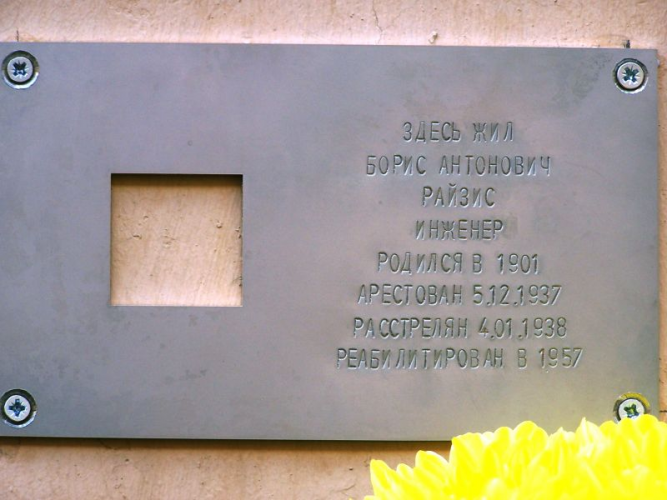 ЗДЕСЬ ЖИЛ
БОРИС АНТОНОВИЧ
РАЙЗИС
ИНЖЕНЕР
РОДИЛСЯ В 1901
АРЕСТОВАН 5.12.1937
РАССТРЕЛЯН 4.01.1938
РЕАБИЛИТИРОВАН В 1957